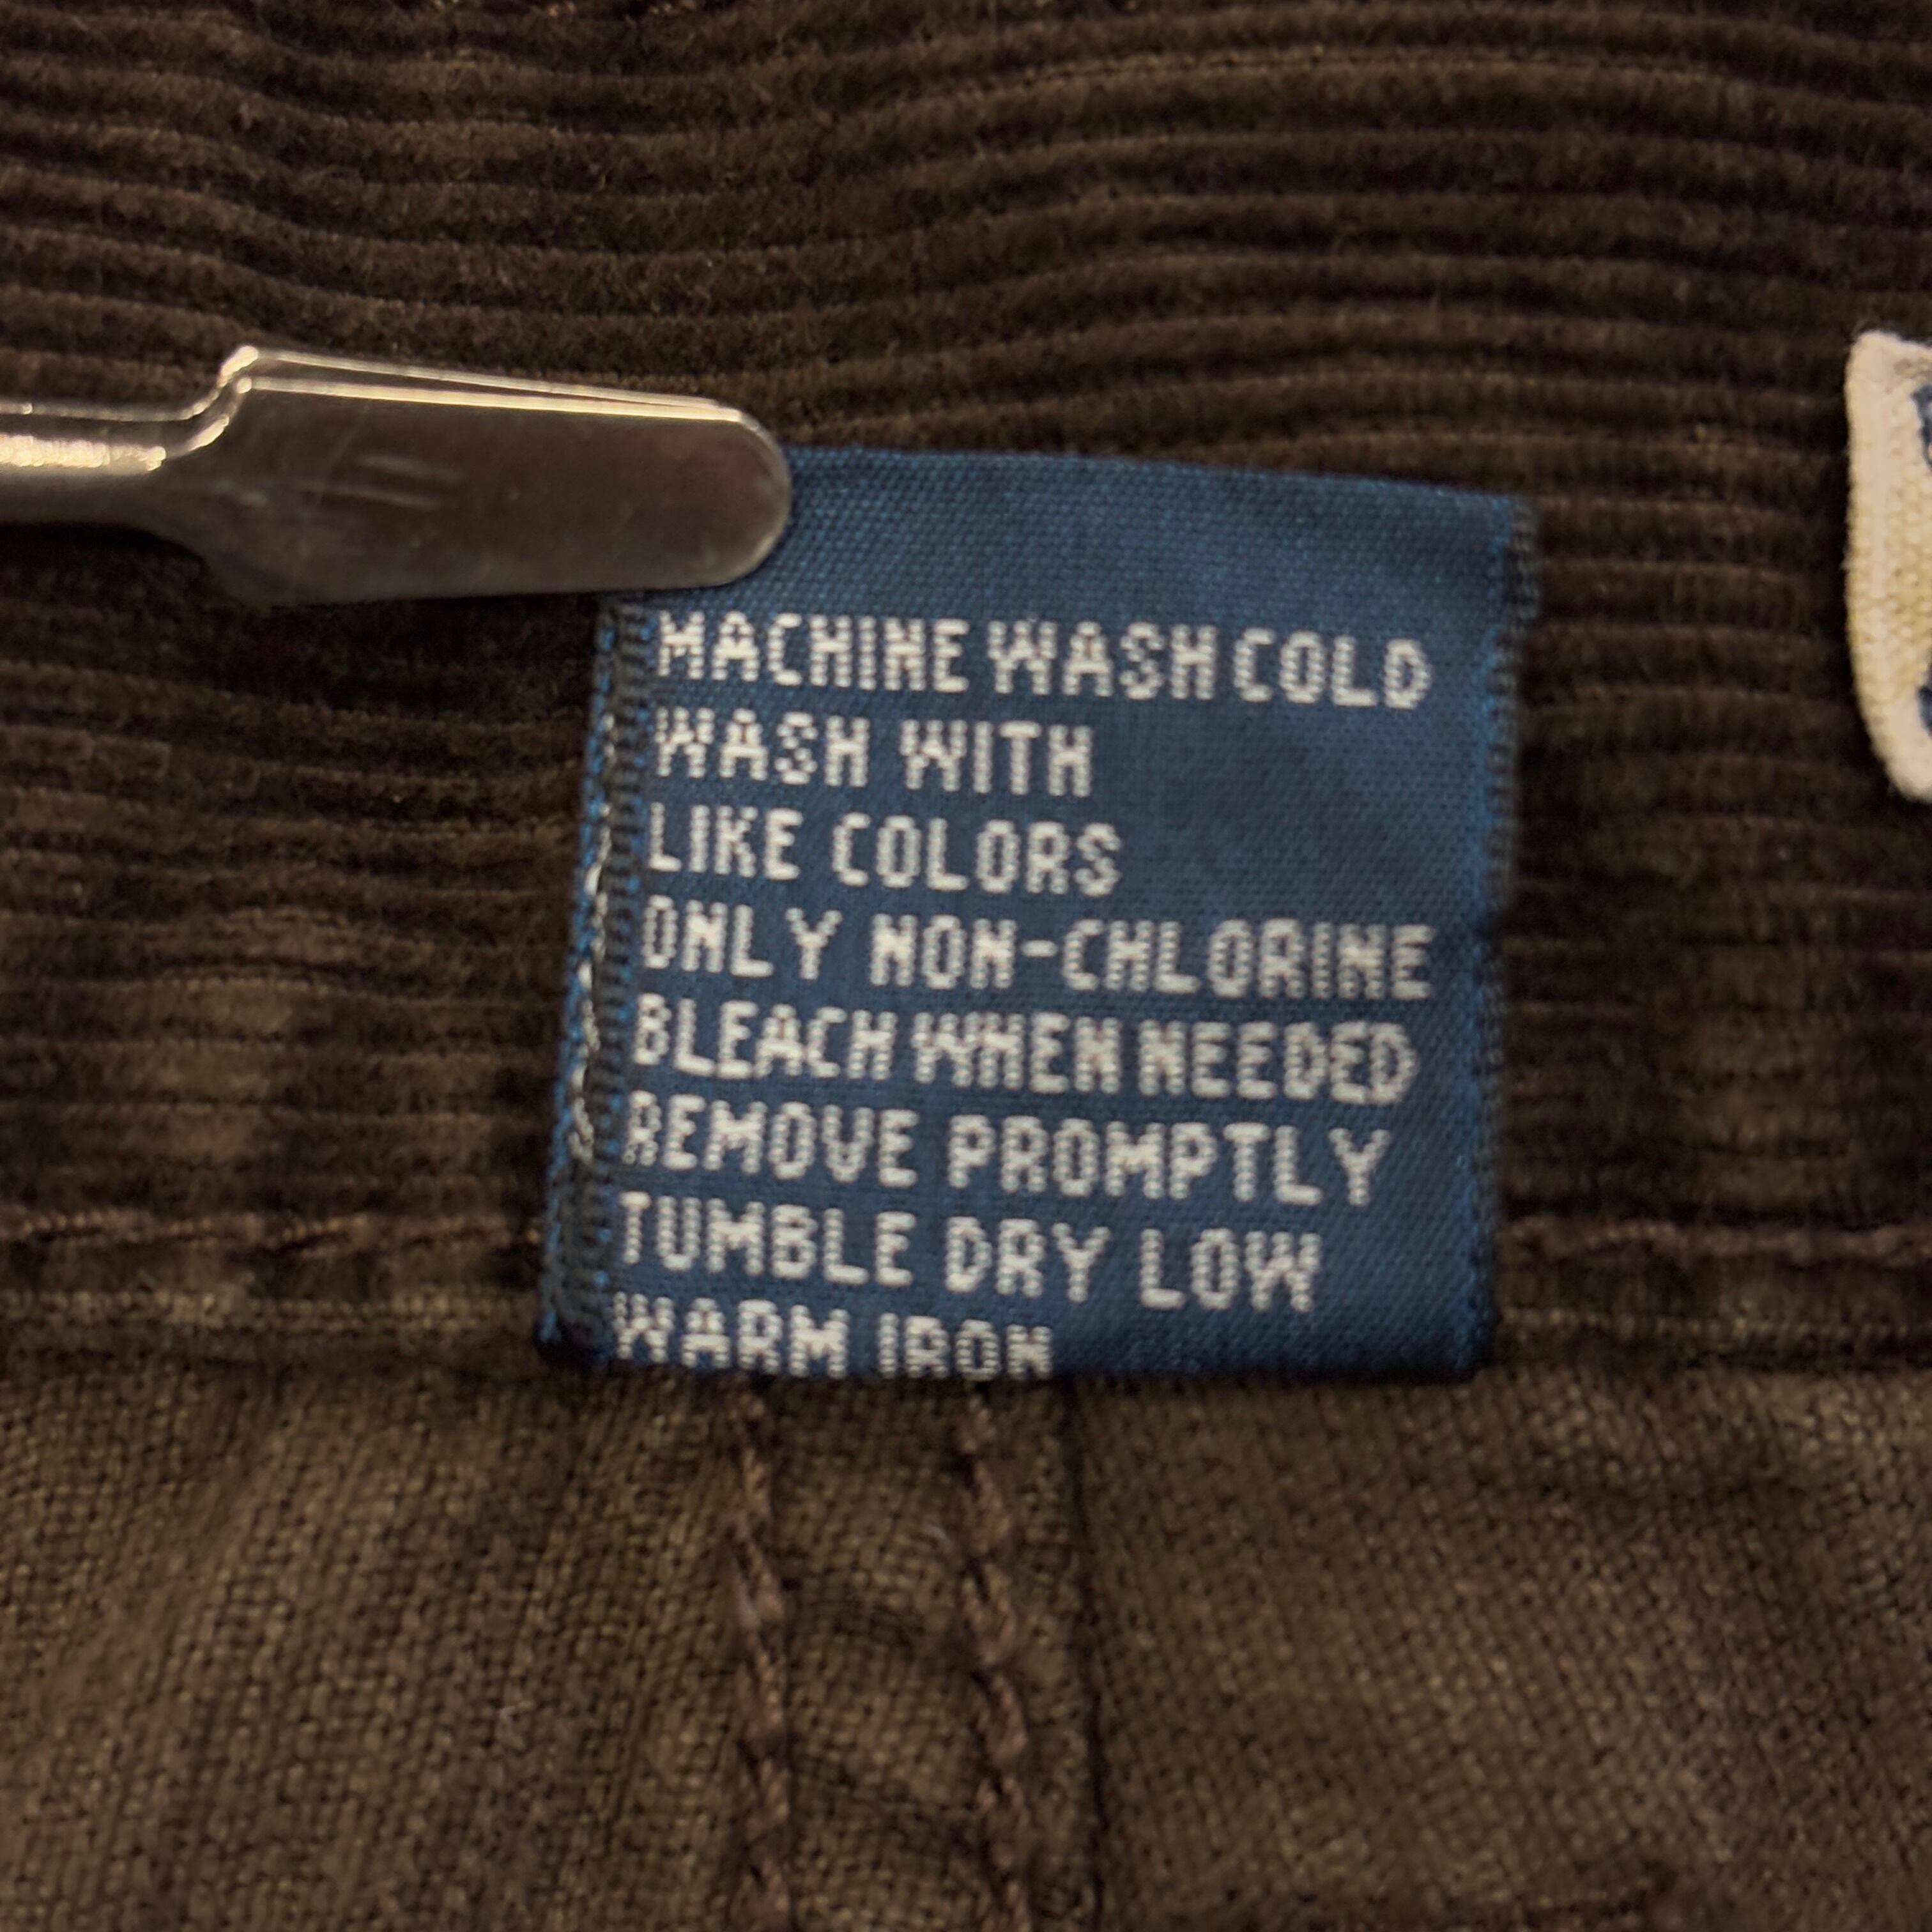 MACHINE WASH COLD
WASH WITH
LIKE COLORS
ONLY NON-CHLORINE
BLEACH WHEN NEEDED
REMOVE PROMPTLY
TUMBLE DRY LOW
WARM IRON